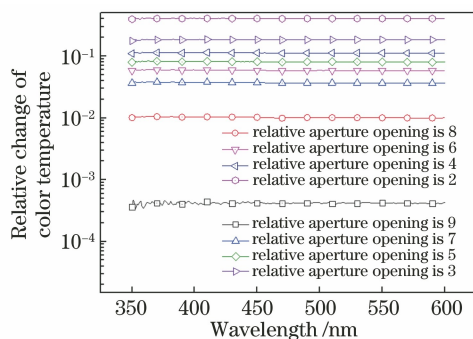 Relative change of
color temperature
10⁻¹
10⁻²
10⁻³
10⁻⁴
relative aperture opening is 8
relative aperture opening is 6
relative aperture opening is 4
relative aperture opening is 2
relative aperture opening is 9
relative aperture opening is 7
relative aperture opening is 5
relative aperture opening is 3
350 400 450 500 550 600
Wavelength /nm